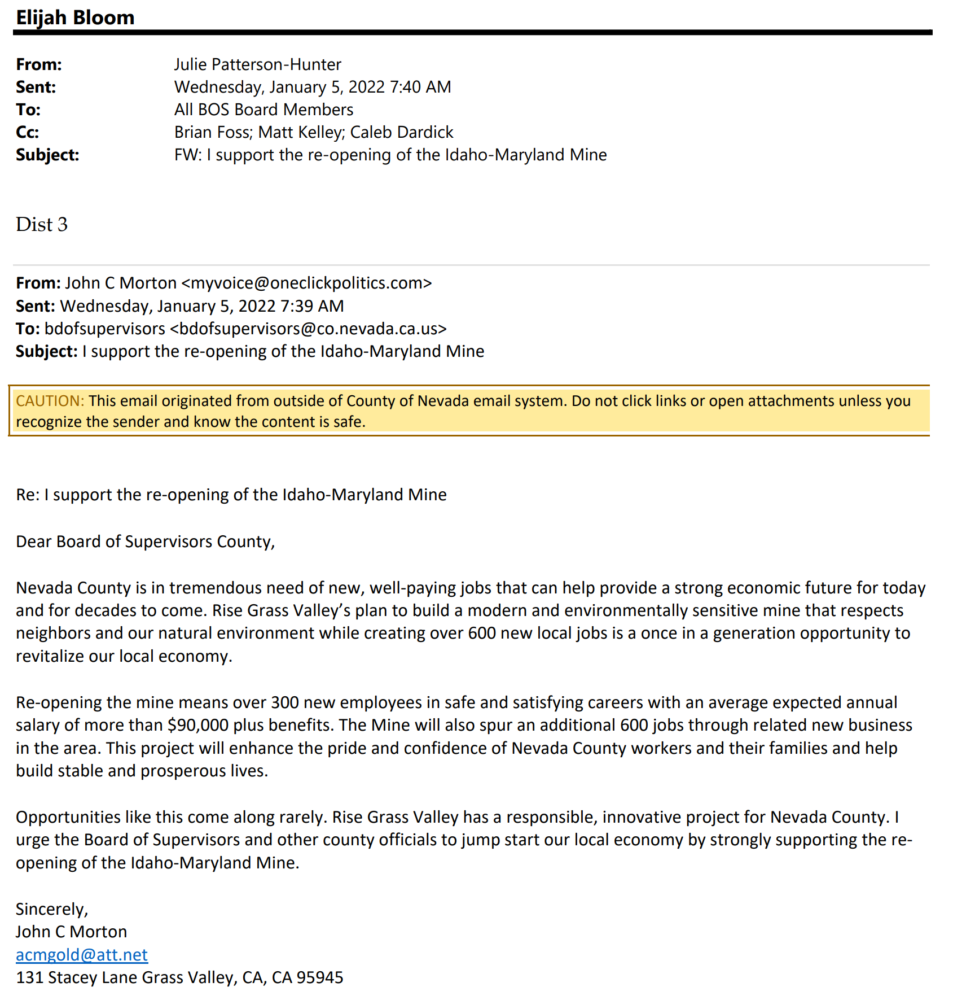 Elijah Bloom
From: Julie Patterson-Hunter
Sent: Wednesday, January 5, 2022 7:40 AM
To: All BOS Board Members
Cc: Brian Foss; Matt Kelley; Caleb Dardick
Subject: FW: I support the re-opening of the Idaho-Maryland Mine
Dist 3
From: John C Morton <myvoice@oneclickpolitics.com>
Sent: Wednesday, January 5, 2022 7:39 AM
To: bdofsupervisors <bdofsupervisors@co.nevada.ca.us>
Subject: I support the re-opening of the Idaho-Maryland Mine
CAUTION: This email originated from outside of County of Nevada email system. Do not click links or open attachments unless you
recognize the sender and know the content is safe.
Re: I support the re-opening of the Idaho-Maryland Mine
Dear Board of Supervisors County,
Nevada County is in tremendous need of new, well-paying jobs that can help provide a strong economic future for today
and for decades to come. Rise Grass Valley’s plan to build a modern and environmentally sensitive mine that respects
neighbors and our natural environment while creating over 600 new local jobs is a once in a generation opportunity to
revitalize our local economy.
Re-opening the mine means over 300 new employees in safe and satisfying careers with an average expected annual
salary of more than $90,000 plus benefits. The Mine will also spur an additional 600 jobs through related new business
in the area. This project will enhance the pride and confidence of Nevada County workers and their families and help
build stable and prosperous lives.
Opportunities like this come along rarely. Rise Grass Valley has a responsible, innovative project for Nevada County. I
urge the Board of Supervisors and other county officials to jump start our local economy by strongly supporting the re-
opening of the Idaho-Maryland Mine.
Sincerely,
John C Morton
acmgold@att.net
131 Stacey Lane Grass Valley, CA, CA 95945